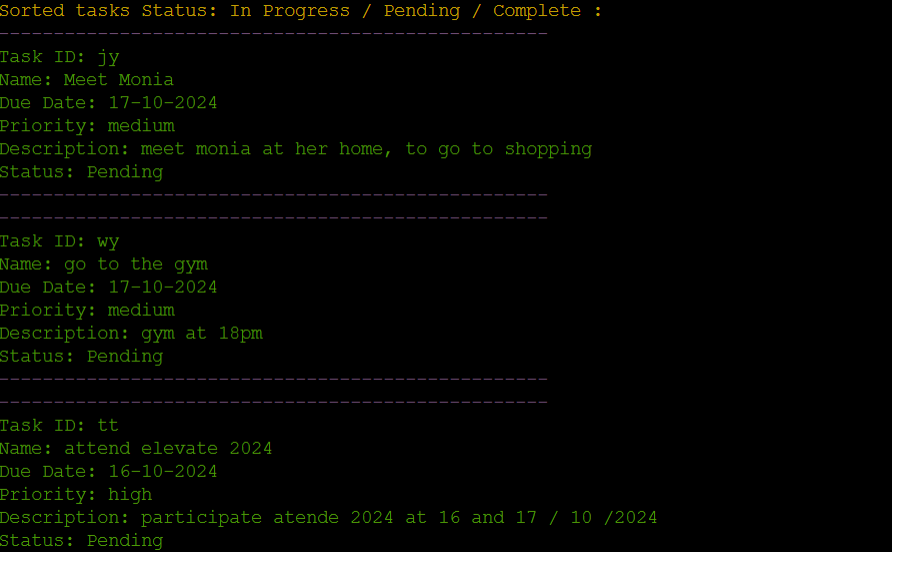 Sorted tasks Status: In Progress / Pending / Complete :
--------------------------------------------------
Task ID: jy
Name: Meet Monia
Due Date: 17-10-2024
Priority: medium
Description: meet monia at her home, to go to shopping
Status: Pending
--------------------------------------------------
--------------------------------------------------
Task ID: wy
Name: go to the gym
Due Date: 17-10-2024
Priority: medium
Description: gym at 18pm
Status: Pending
--------------------------------------------------
--------------------------------------------------
Task ID: tt
Name: attend elevate 2024
Due Date: 16-10-2024
Priority: high
Description: participate atende 2024 at 16 and 17 / 10 /2024
Status: Pending